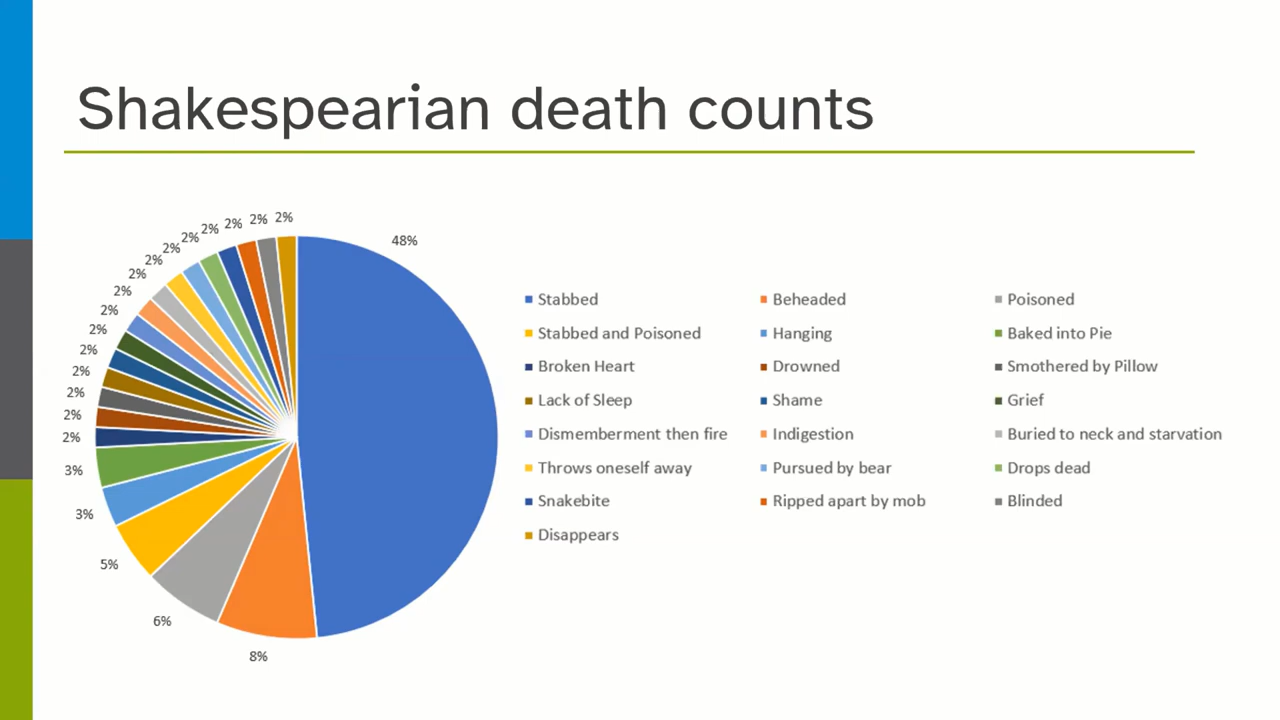 Shakespearian death counts
2% 2%
2%
2%
2%
2%
2%
2%
2%
2%
2%
2%
2%
2%
2%
2%
3%
3%
5%
6%
8%
48%
Stabbed Beheaded Poisoned
Stabbed and Poisoned Hanging Baked into Pie
Broken Heart Drowned Smothered by Pillow
Lack of Sleep Shame Grief
Dismemberment then fire Indigestion Buried to neck and starvation
Throws oneself away Pursued by bear Drops dead
Snakebite Ripped apart by mob Blinded
Disappears